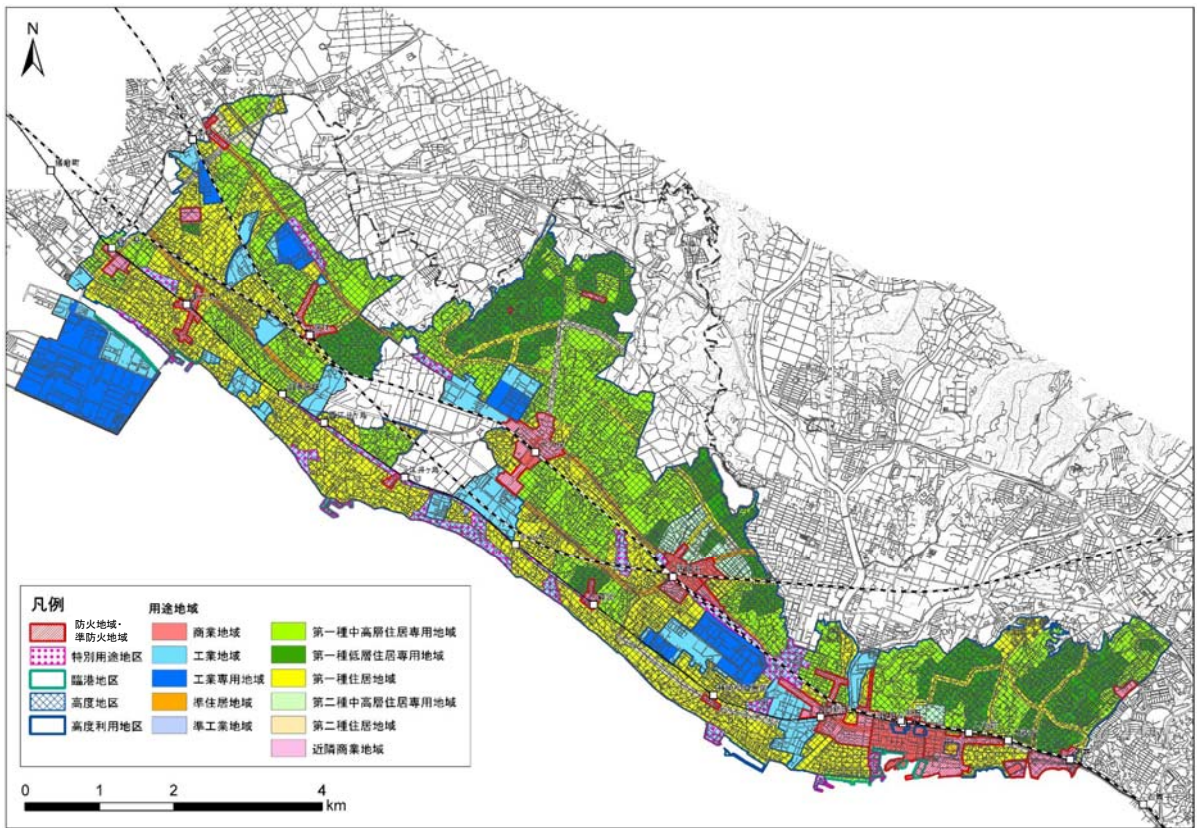 N
播磨町
凡例
防火地域・
準防火地域
特別用途地区
臨港地区
高度地区
高度利用地区
用途地域
商業地域
工業地域
工業専用地域
準住居地域
準工業地域
第一種中高層住居専用地域
第一種低層住居専用地域
第一種住居地域
第二種中高層住居専用地域
第二種住居地域
近隣商業地域
0 1 2 4
km